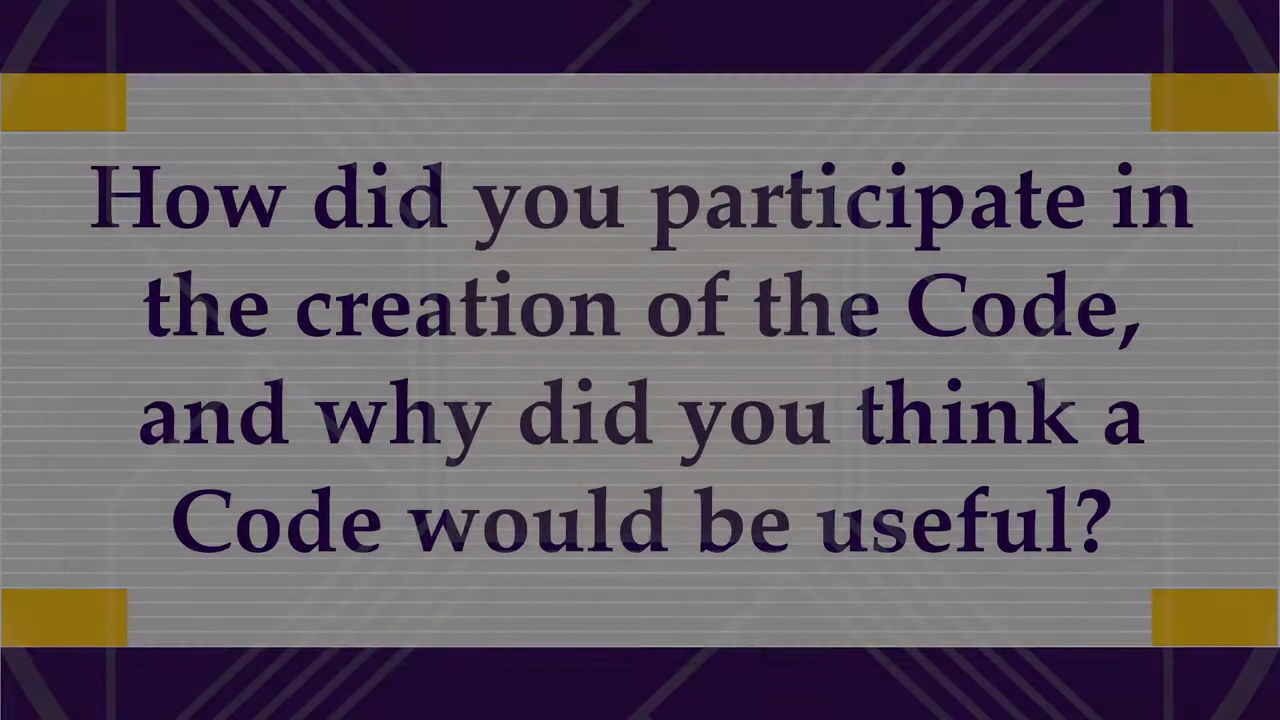 How did you participate in
the creation of the Code,
and why did you think a
Code would be useful?